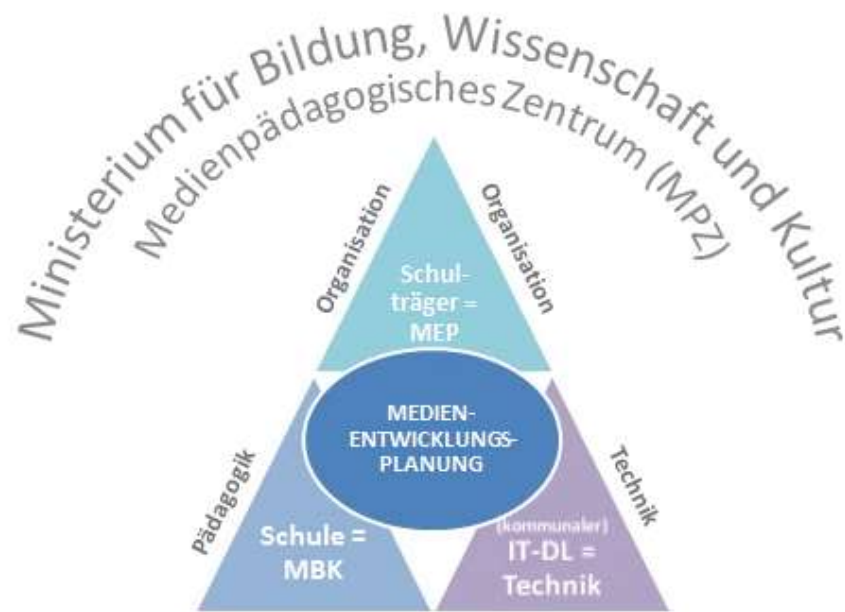 Ministerium für Bildung, Wissenschaft und Kultur
Medienpädagogisches Zentrum (MPZ)
Organisation
Organisation
Schul-
träger =
MEP
MEDIEN-
ENTWICKLUNGS-
PLANUNG
Pädagogik
Technik
Schule =
MBK
(kommunaler)
IT-DL =
Technik